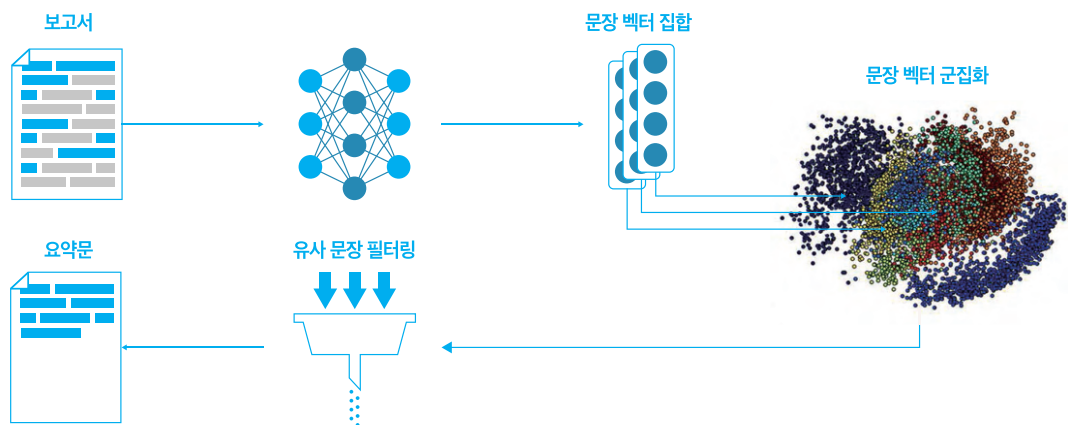 보고서
문장 벡터 집합
문장 벡터 군집화
요약문
유사 문장 필터링